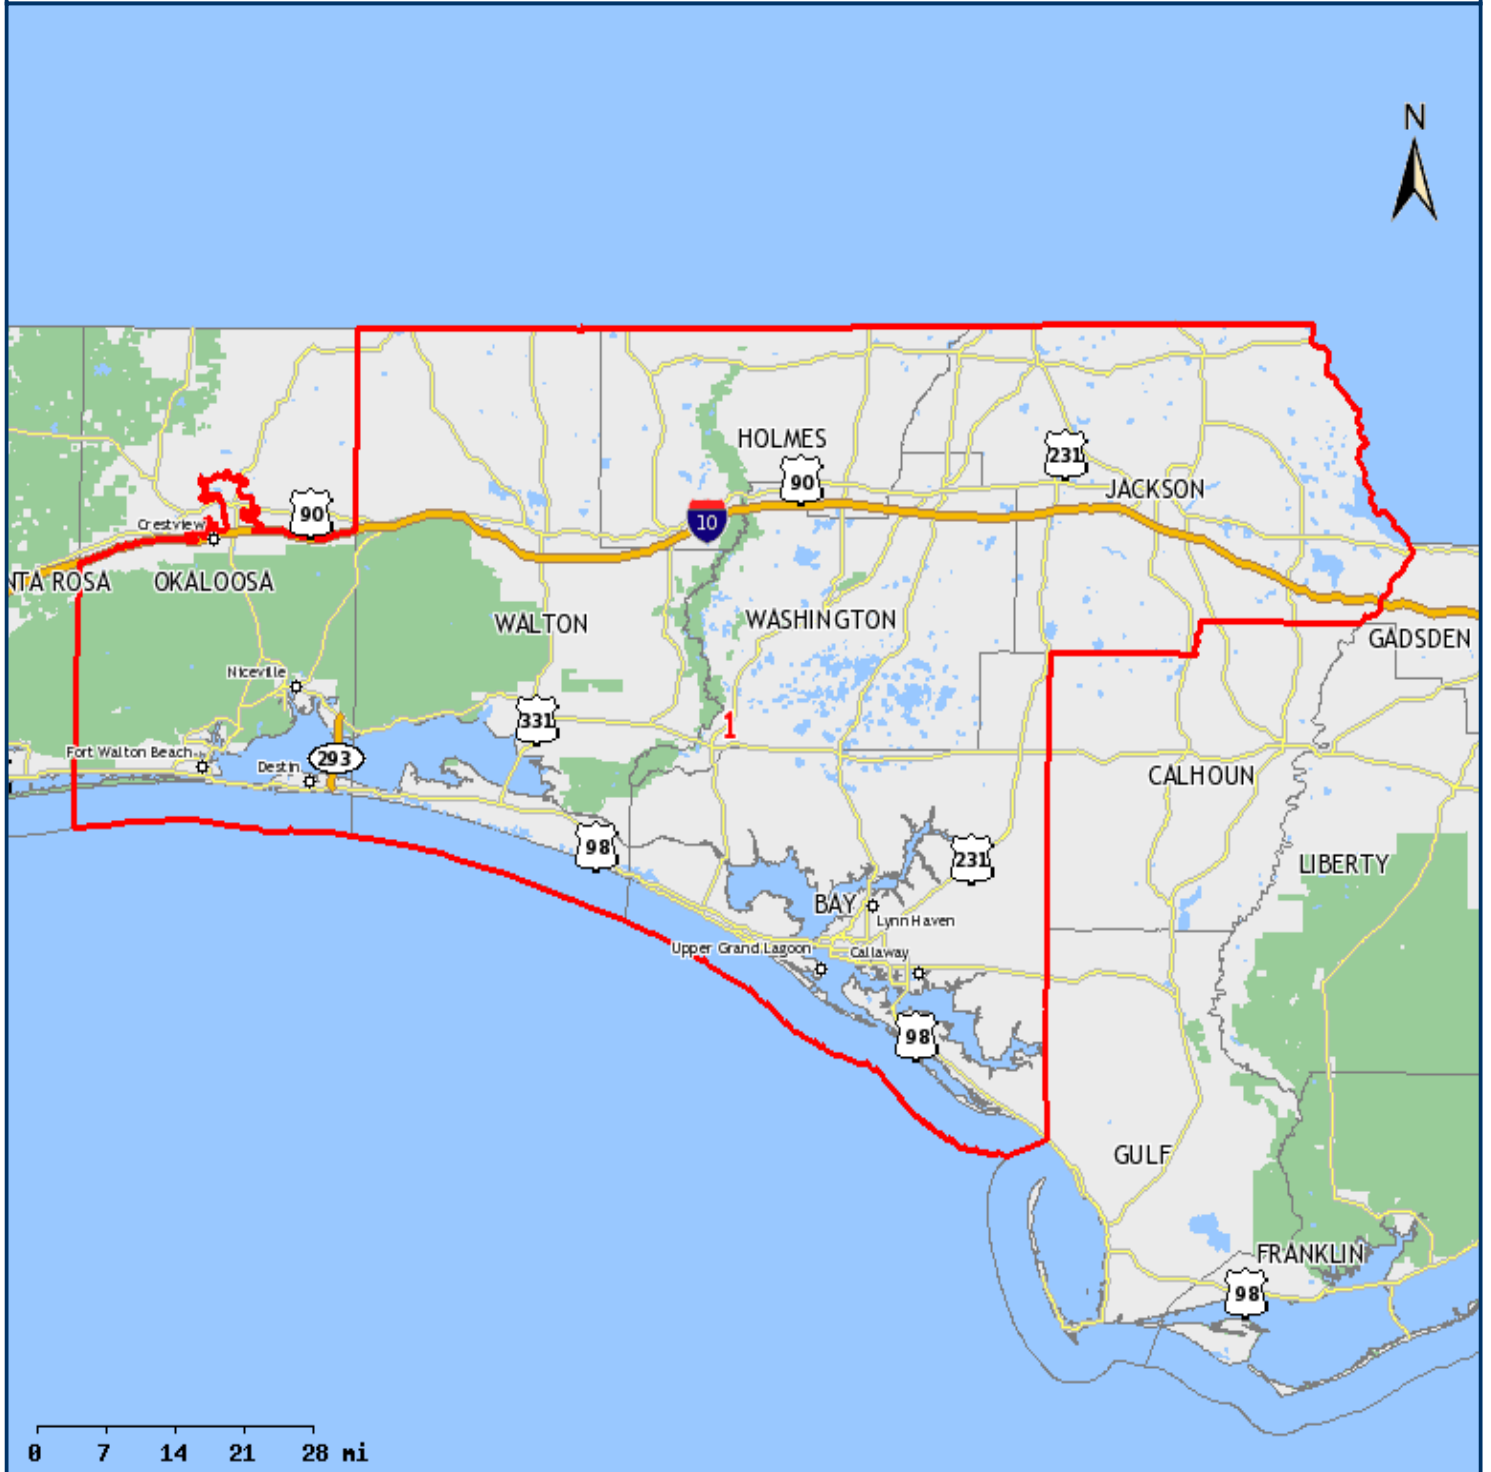 N
HOLMES
231
90
JACKSON
90
10
Crestview
NTA ROSA
OKALOOSA
WALTON
WASHINGTON
GADSDEN
Niceville
331
1
Fort Walton Beach
Destin
293
CALHOUN
98
231
LIBERTY
BAY
Lynn Haven
Upper Grand Lagoon
Callaway
98
GULF
FRANKLIN
98
0 7 14 21 28 mi